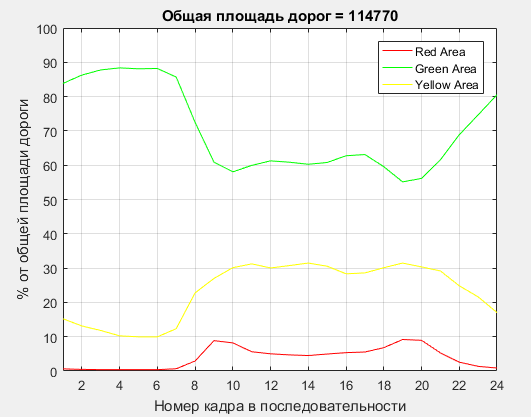 Общая площадь дорог = 114770
100
90
80
70
60
50
40
30
20
10
0
% от общей площади дороги
Red Area
Green Area
Yellow Area
2 4 6 8 10 12 14 16 18 20 22 24
Номер кадра в последовательности